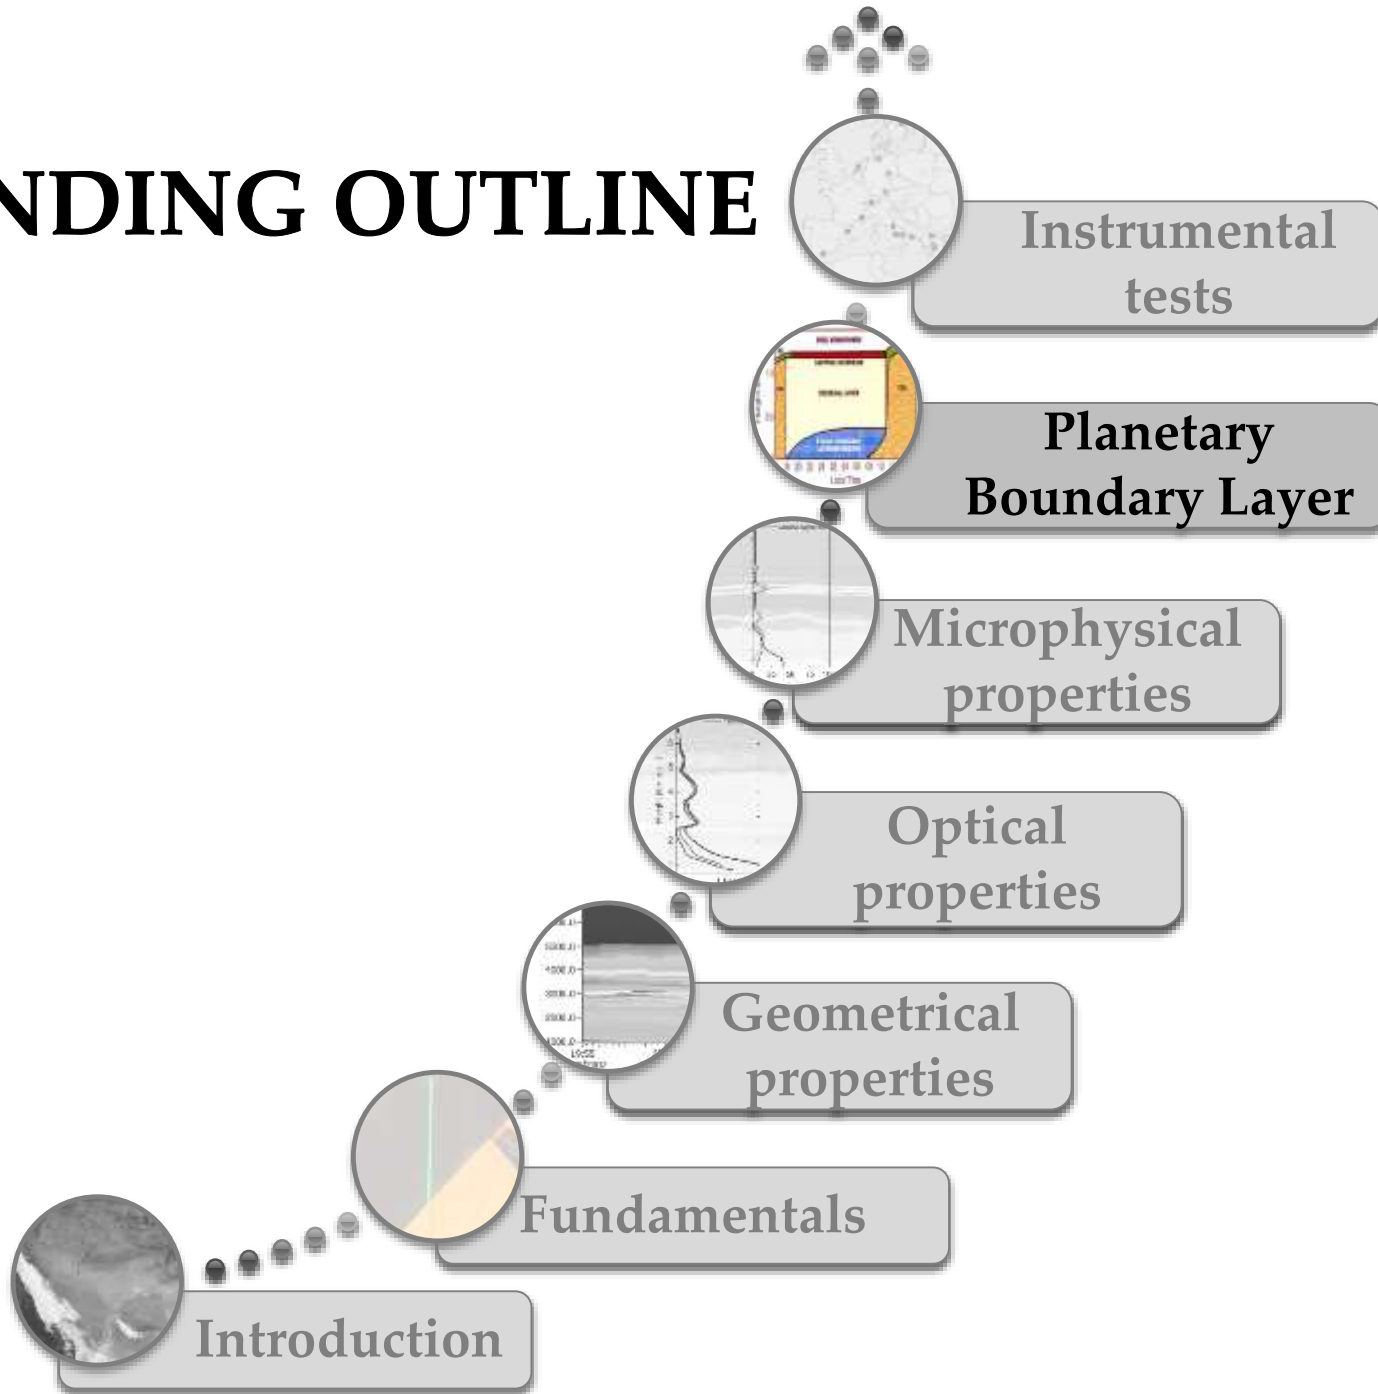 NDING OUTLINE
Instrumental
tests
Planetary
Boundary Layer
Microphysical
properties
Optical
properties
Geometrical
properties
Fundamentals
Introduction